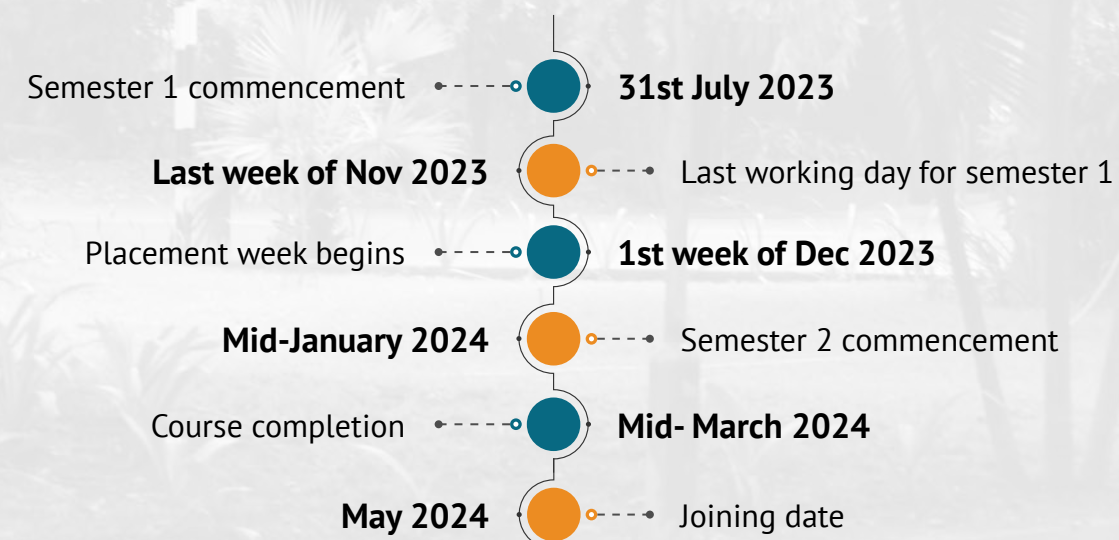 Semester 1 commencement 31st July 2023
Last week of Nov 2023 Last working day for semester 1
Placement week begins 1st week of Dec 2023
Mid-January 2024 Semester 2 commencement
Course completion Mid- March 2024
May 2024 Joining date